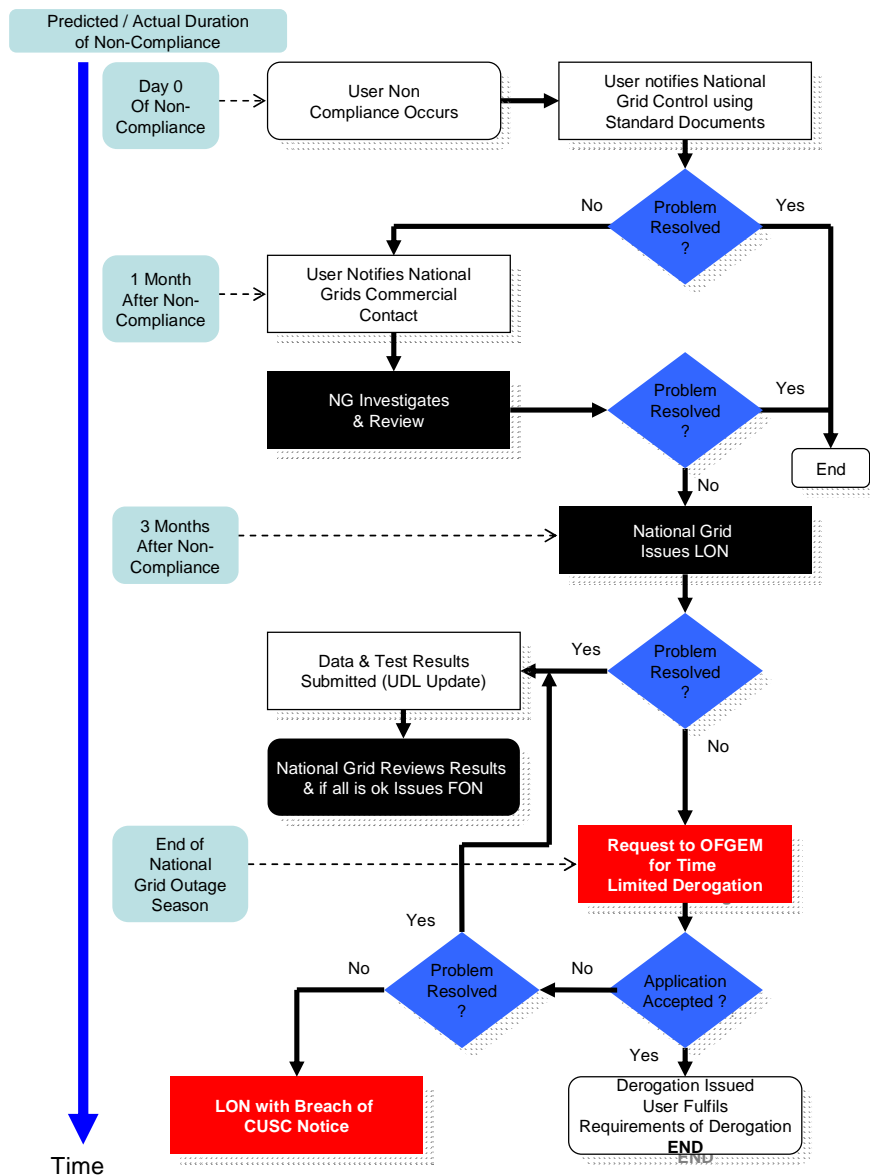 Predicted / Actual Duration
of Non-Compliance
Day 0
Of Non-
Compliance
User Non
Compliance Occurs
User notifies National
Grid Control using
Standard Documents
No
Problem
Resolved
?
Yes
1 Month
After Non-
Compliance
User Notifies National
Grids Commercial
Contact
NG Investigates
& Review
Problem
Resolved
?
Yes
End
No
3 Months
After Non-
Compliance
National Grid
Issues LON
Data & Test Results
Submitted (UDL Update)
Yes
Problem
Resolved
?
No
National Grid Reviews Results
& if all is ok Issues FON
End of
National
Grid Outage
Season
Request to OFGEM
for Time
Limited Derogation
Yes
No
Problem
Resolved
?
No
Application
Accepted ?
Yes
LON with Breach of
CUSC Notice
Derogation Issued
User Fulfils
Requirements of Derogation
END
END
Time